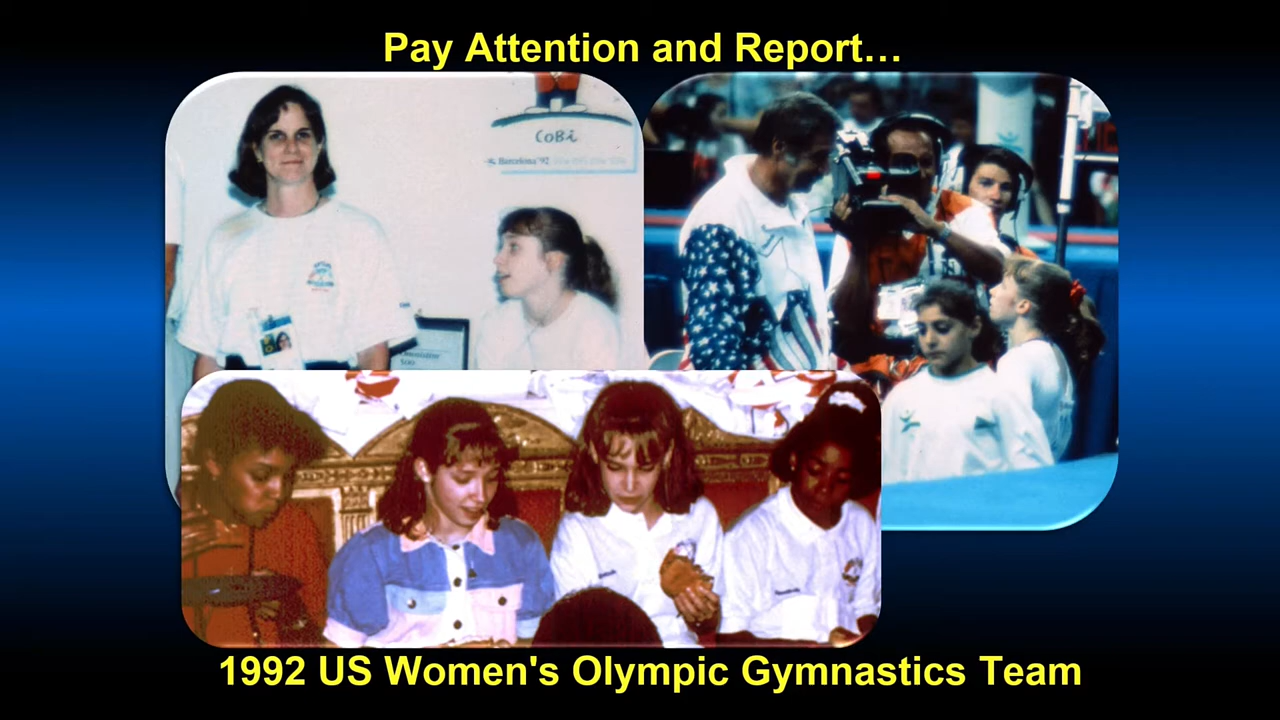 Pay Attention and Report…
CoBi
Barcelona '92
1992 US Women's Olympic Gymnastics Team